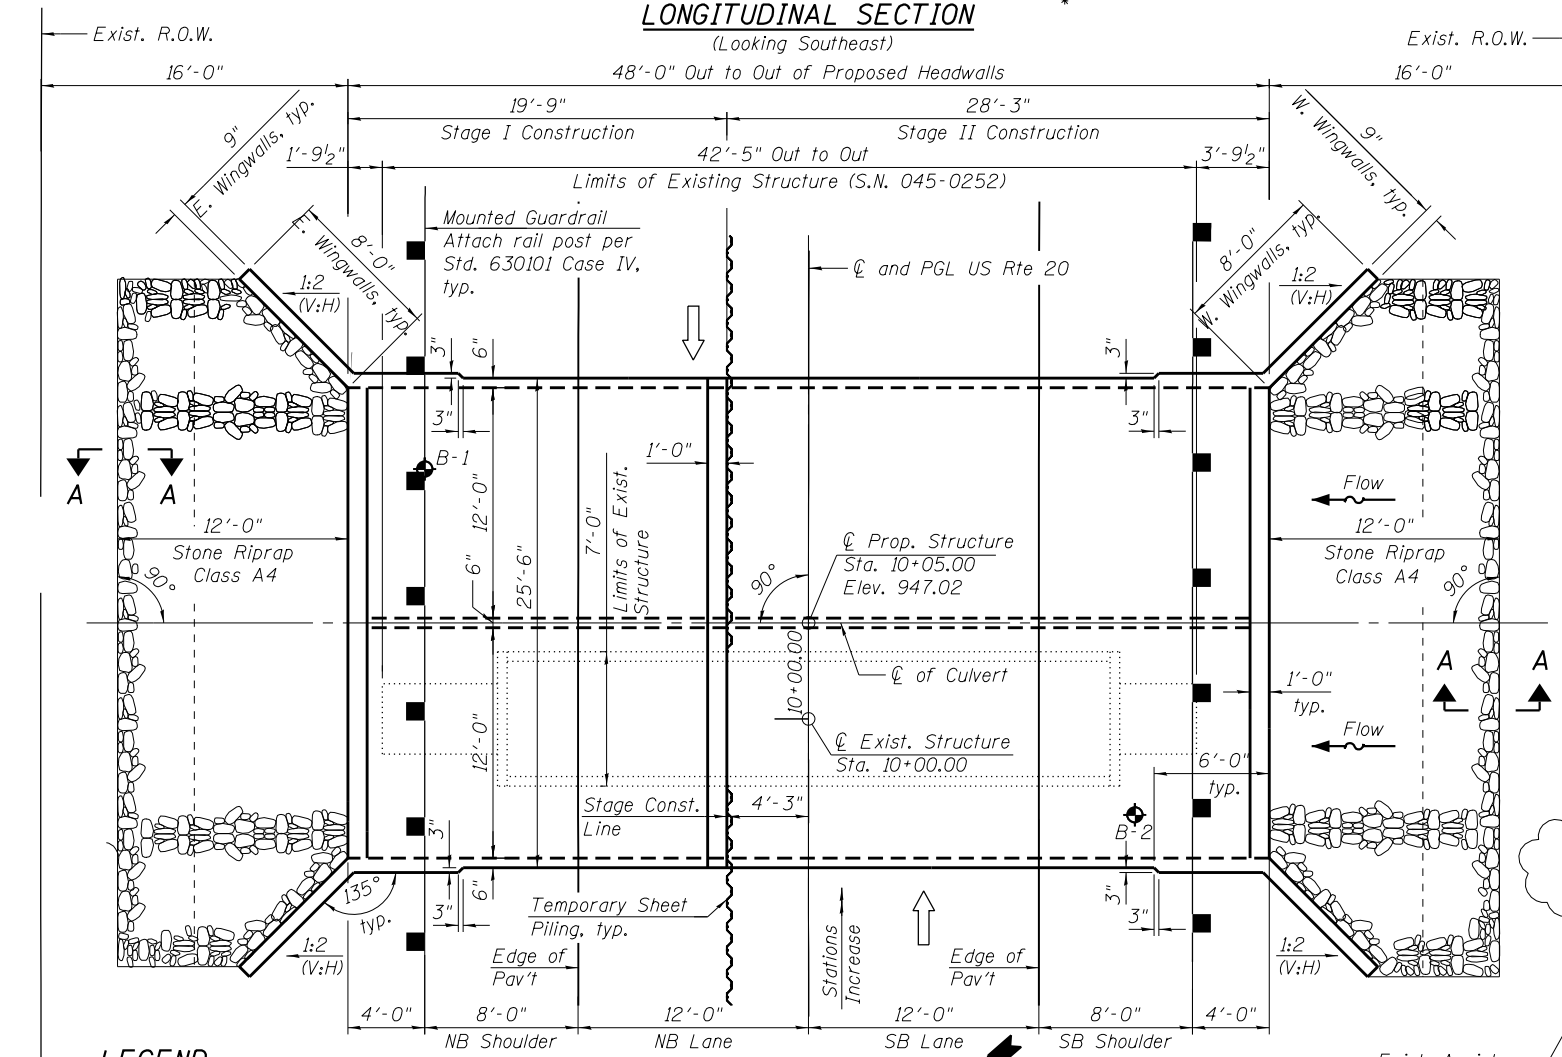 LONGITUDINAL SECTION
*
(Looking Southeast)
Exist. R.O.W.
Exist. R.O.W.
16'-0"
48'-0" Out to Out of Proposed Headwalls
16'-0"
19'-9"
28'-3"
Stage I Construction
Stage II Construction
9"
E. Wingwalls, typ.
1'-9½"
42'-5" Out to Out
3'-9½"
9"
W. Wingwalls, typ.
Limits of Existing Structure (S.N. 045-0252)
8'-0"
E. Wingwalls, typ.
Mounted Guardrail
Attach rail post per
Std. 630101 Case IV,
typ.
℄ and PGL US Rte 20
8'-0"
W. Wingwalls, typ.
1:2
(V:H)
1:2
(V:H)
3"
6"
3"
3"
3"
B-1
1'-0"
A
A
12'-0"
7'-0"
Limits of Exist.
Structure
Flow
12'-0"
Stone Riprap
Class A4
90°
6"
25'-6"
90°
℄ Prop. Structure
Sta. 10+05.00
Elev. 947.02
12'-0"
Stone Riprap
Class A4
90°
10+00.00
℄ of Culvert
A
A
1'-0"
typ.
12'-0"
℄ Exist. Structure
Sta. 10+00.00
Flow
6'-0"
typ.
Stage Const.
Line
4'-3"
B-2
3"
6"
3"
3"
3"
135°
typ.
Temporary Sheet
Piling, typ.
1:2
(V:H)
Edge of
Pav't
Stations
Increase
Edge of
Pav't
1:2
(V:H)
4'-0"
8'-0"
12'-0"
12'-0"
8'-0"
4'-0"
NB Shoulder
NB Lane
SB Lane
SB Shoulder
LEGEND